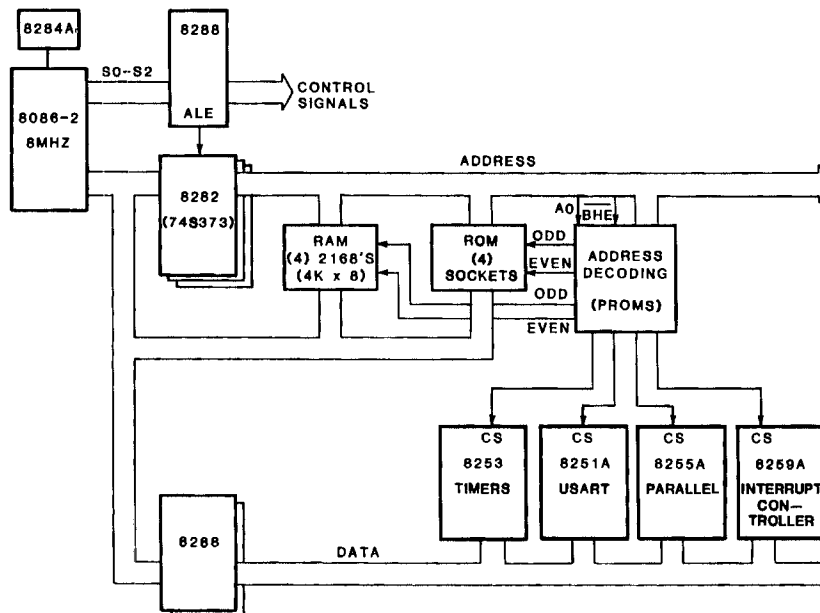 8284A
8288
S0-S2
CONTROL
SIGNALS
8086-2
8MHZ
ALE
ADDRESS
8282
(74S373)
A0
BHE
RAM
(4) 2168'S
(4K x 8)
ROM
(4)
SOCKETS
ODD
EVEN
ODD
EVEN
ADDRESS
DECODING
(PROMS)
CS
8253
TIMERS
CS
8251A
USART
CS
8255A
PARALLEL
CS
8259A
INTERRUPT
CON-
TROLLER
8288
DATA